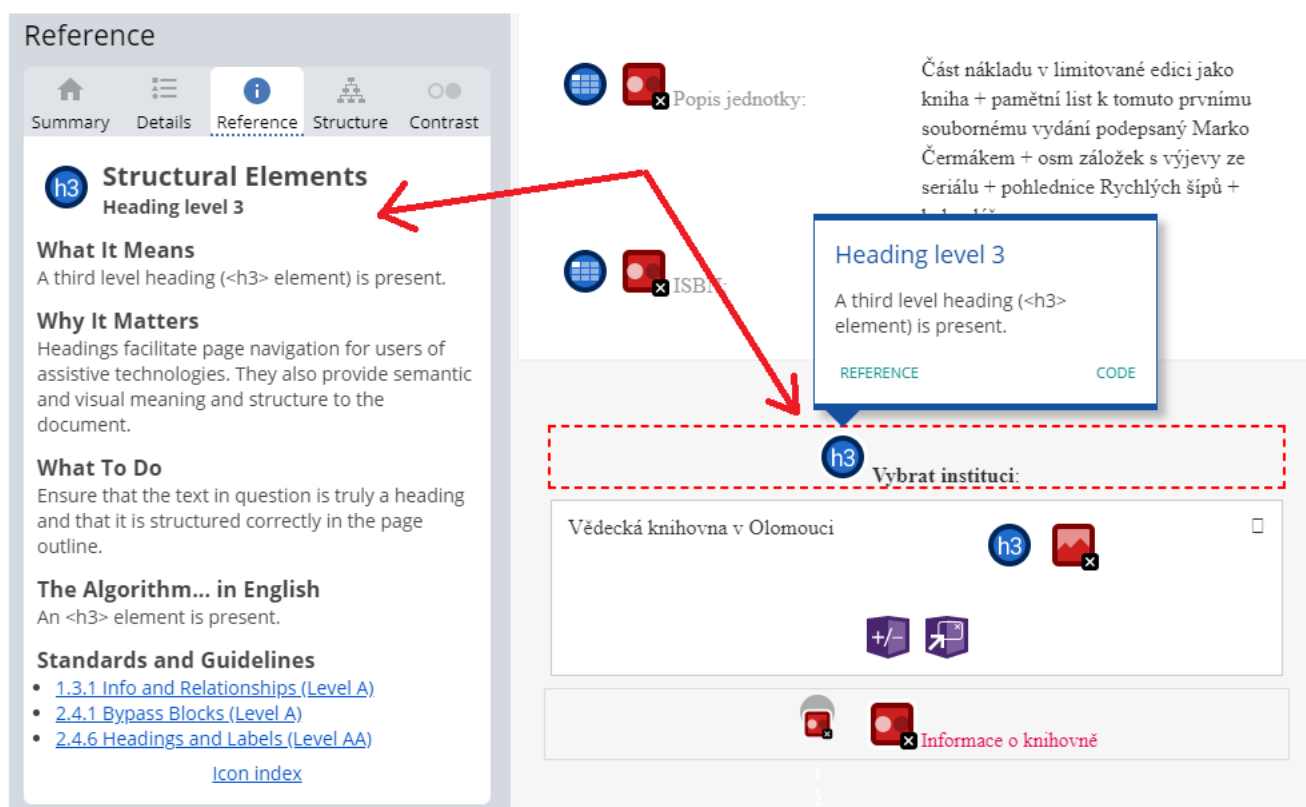 Reference
Summary Details Reference Structure Contrast
h3 Structural Elements
Heading level 3
What It Means
A third level heading (<h3> element) is present.
Why It Matters
Headings facilitate page navigation for users of
assistive technologies. They also provide semantic
and visual meaning and structure to the
document.
What To Do
Ensure that the text in question is truly a heading
and that it is structured correctly in the page
outline.
The Algorithm... in English
An <h3> element is present.
Standards and Guidelines
1.3.1 Info and Relationships (Level A)
2.4.1 Bypass Blocks (Level A)
2.4.6 Headings and Labels (Level AA)
Icon index
Popis jednotky:
Část nákladu v limitované edici jako
kniha + pamětní list k tomuto prvnímu
soubornému vydání podepsaný Marko
Čermákem + osm záložek s výjevy ze
seriálu + pohlednice Rychlých šípů +
ISBN:
Heading level 3
A third level heading (<h3>
element) is present.
REFERENCE CODE
h3 Vybrat instituci:
Vědecká knihovna v Olomouci
h3
+/-
Informace o knihovně